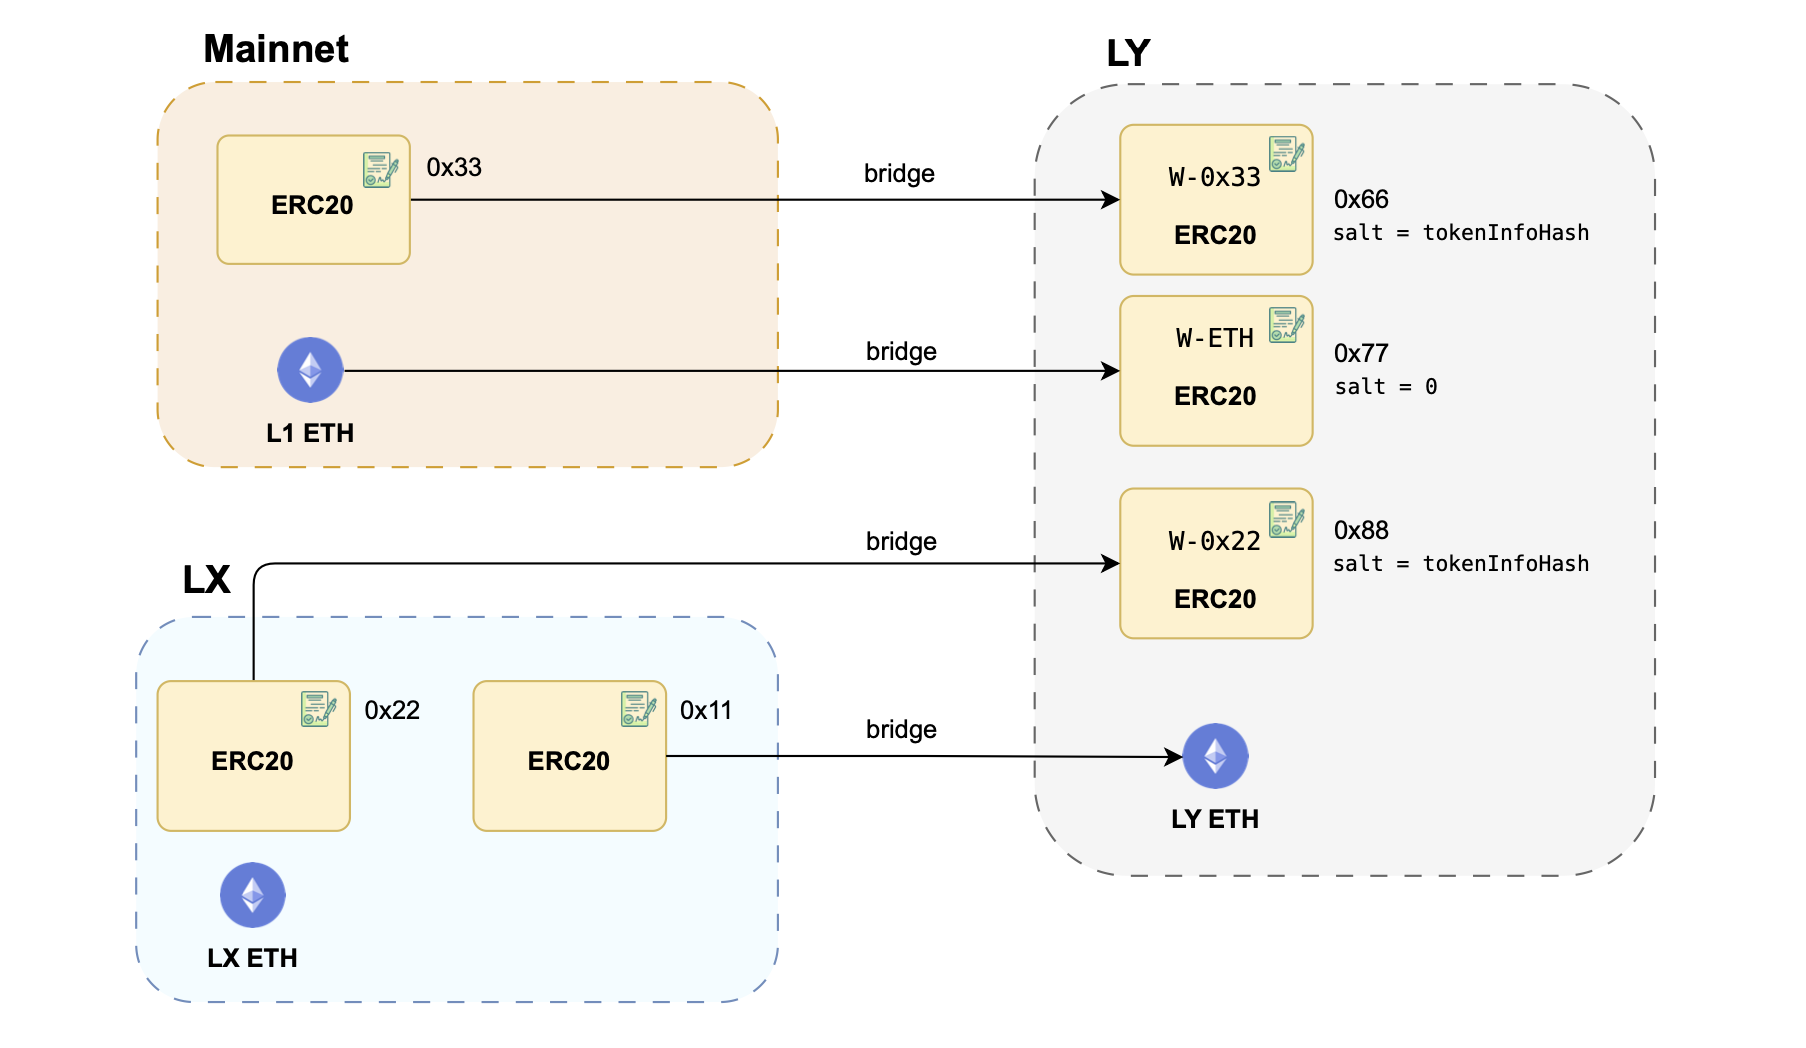 Mainnet
ERC20
0x33
bridge
L1 ETH
bridge
LY
W-0x33
ERC20
0x66
salt = tokenInfoHash
W-ETH
ERC20
0x77
salt = 0
bridge
W-0x22
ERC20
0x88
salt = tokenInfoHash
LX
ERC20
0x22
ERC20
0x11
bridge
LY ETH
LX ETH